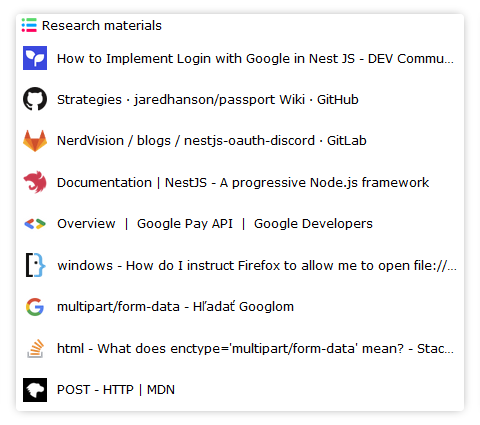 Research materials
How to Implement Login with Google in Nest JS - DEV Commu...
Strategies · jaredhanson/passport Wiki · GitHub
NerdVision / blogs / nestjs-oauth-discord · GitLab
Documentation | NestJS - A progressive Node.js framework
Overview | Google Pay API | Google Developers
windows - How do I instruct Firefox to allow me to open file://...
multipart/form-data - Hľadať Googlom
html - What does enctype='multipart/form-data' mean? - Stac...
POST - HTTP | MDN